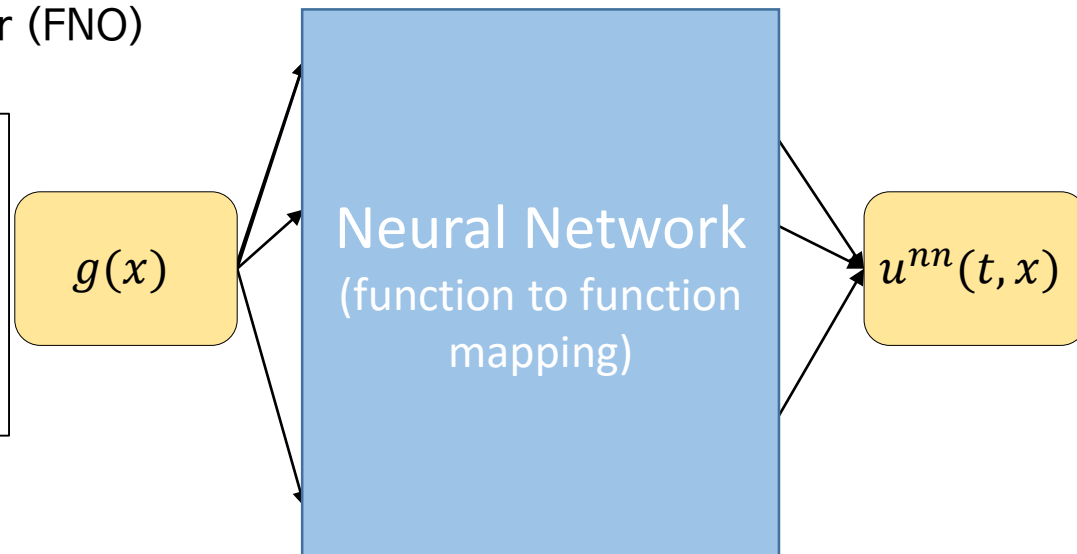 r (FNO)
g(x)
Neural Network
(function to function
mapping)
u^{nn}(t, x)